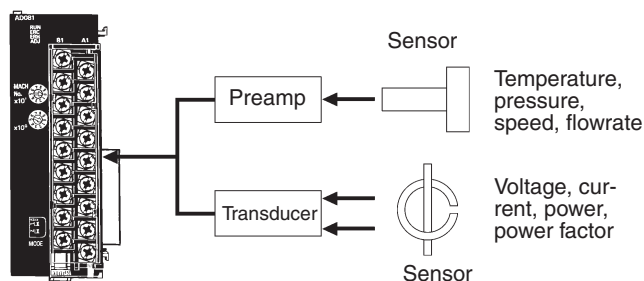 AD081
RUN
ERC
ERH
ADJ
B1 A1
MACH
No.
x10¹
x10⁰
MODE
Sensor
Preamp
Temperature,
pressure,
speed, flowrate
Transducer
Voltage, cur-
rent, power,
power factor
Sensor